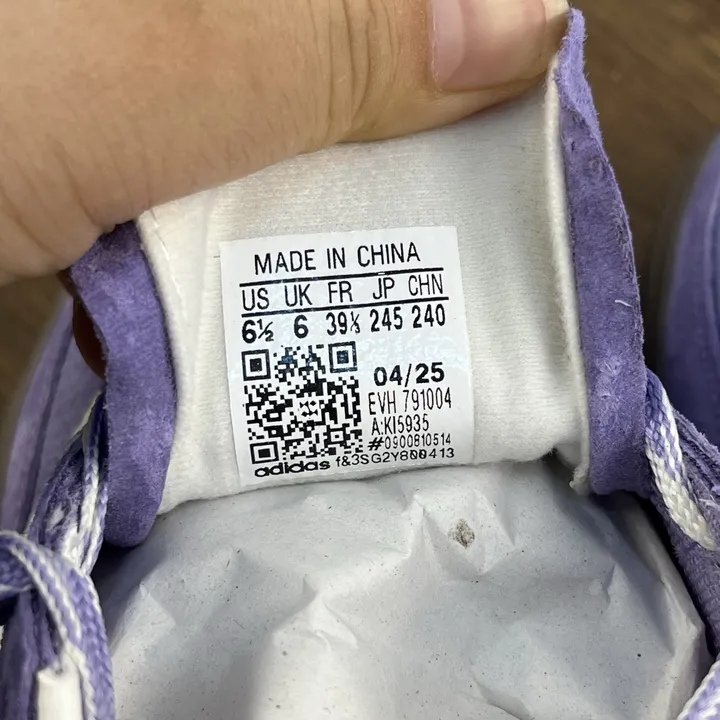 MADE IN CHINA
US UK FR JP CHN
6½ 6 39⅓ 245 240
04/25
EVH 791004
A:KI5935
#0900810514
adidas f&3SG2Y800413